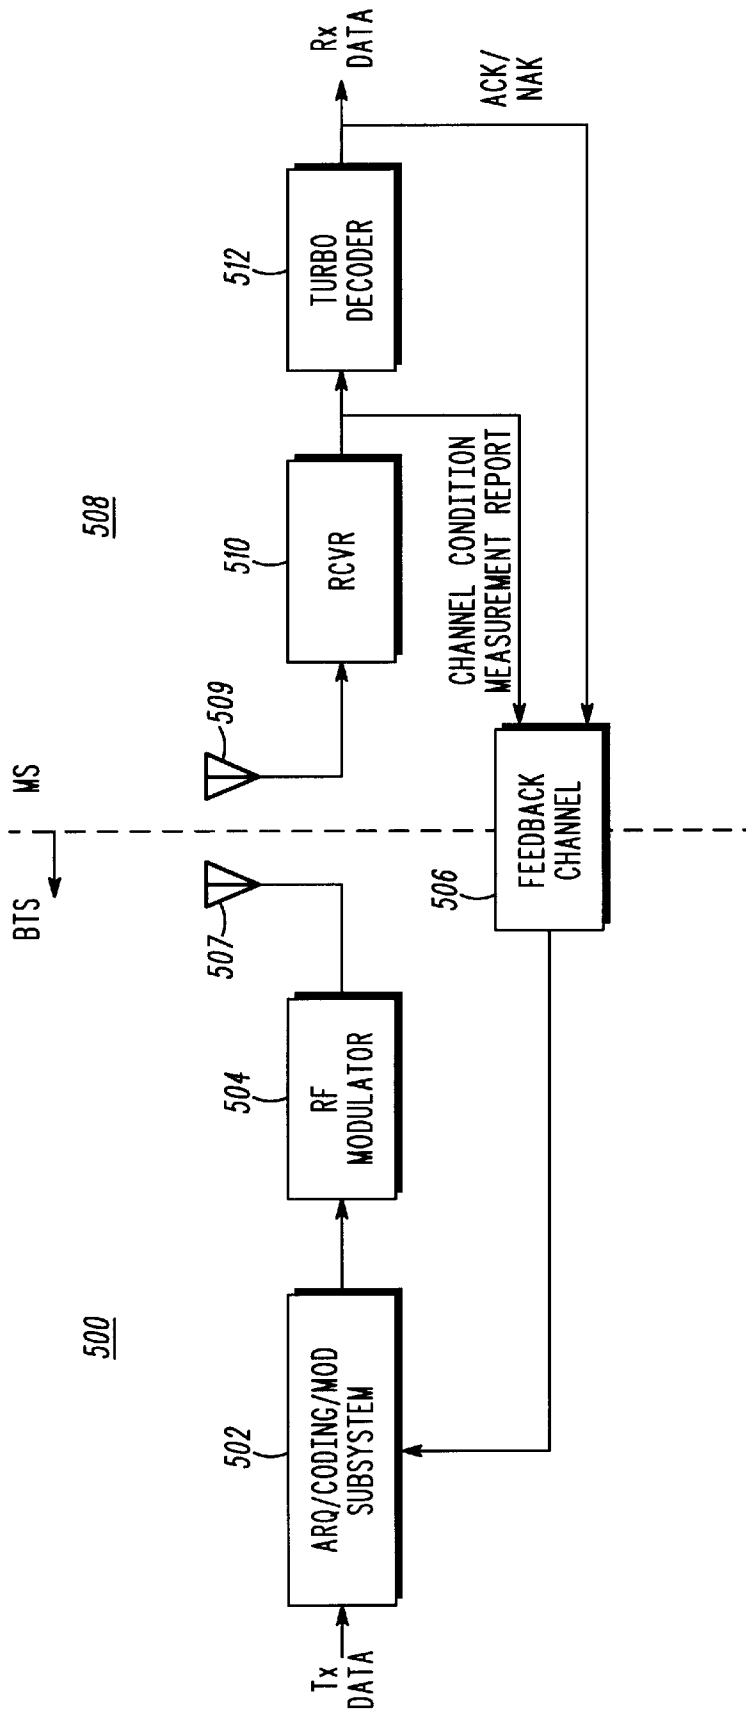 BTS
MS
500
508
Tx
DATA
502
ARQ/CODING/MOD
SUBSYSTEM
504
RF
MODULATOR
507
509
510
RCVR
512
TURBO
DECODER
Rx
DATA
506
FEEDBACK
CHANNEL
CHANNEL CONDITION
MEASUREMENT REPORT
ACK/
NAK